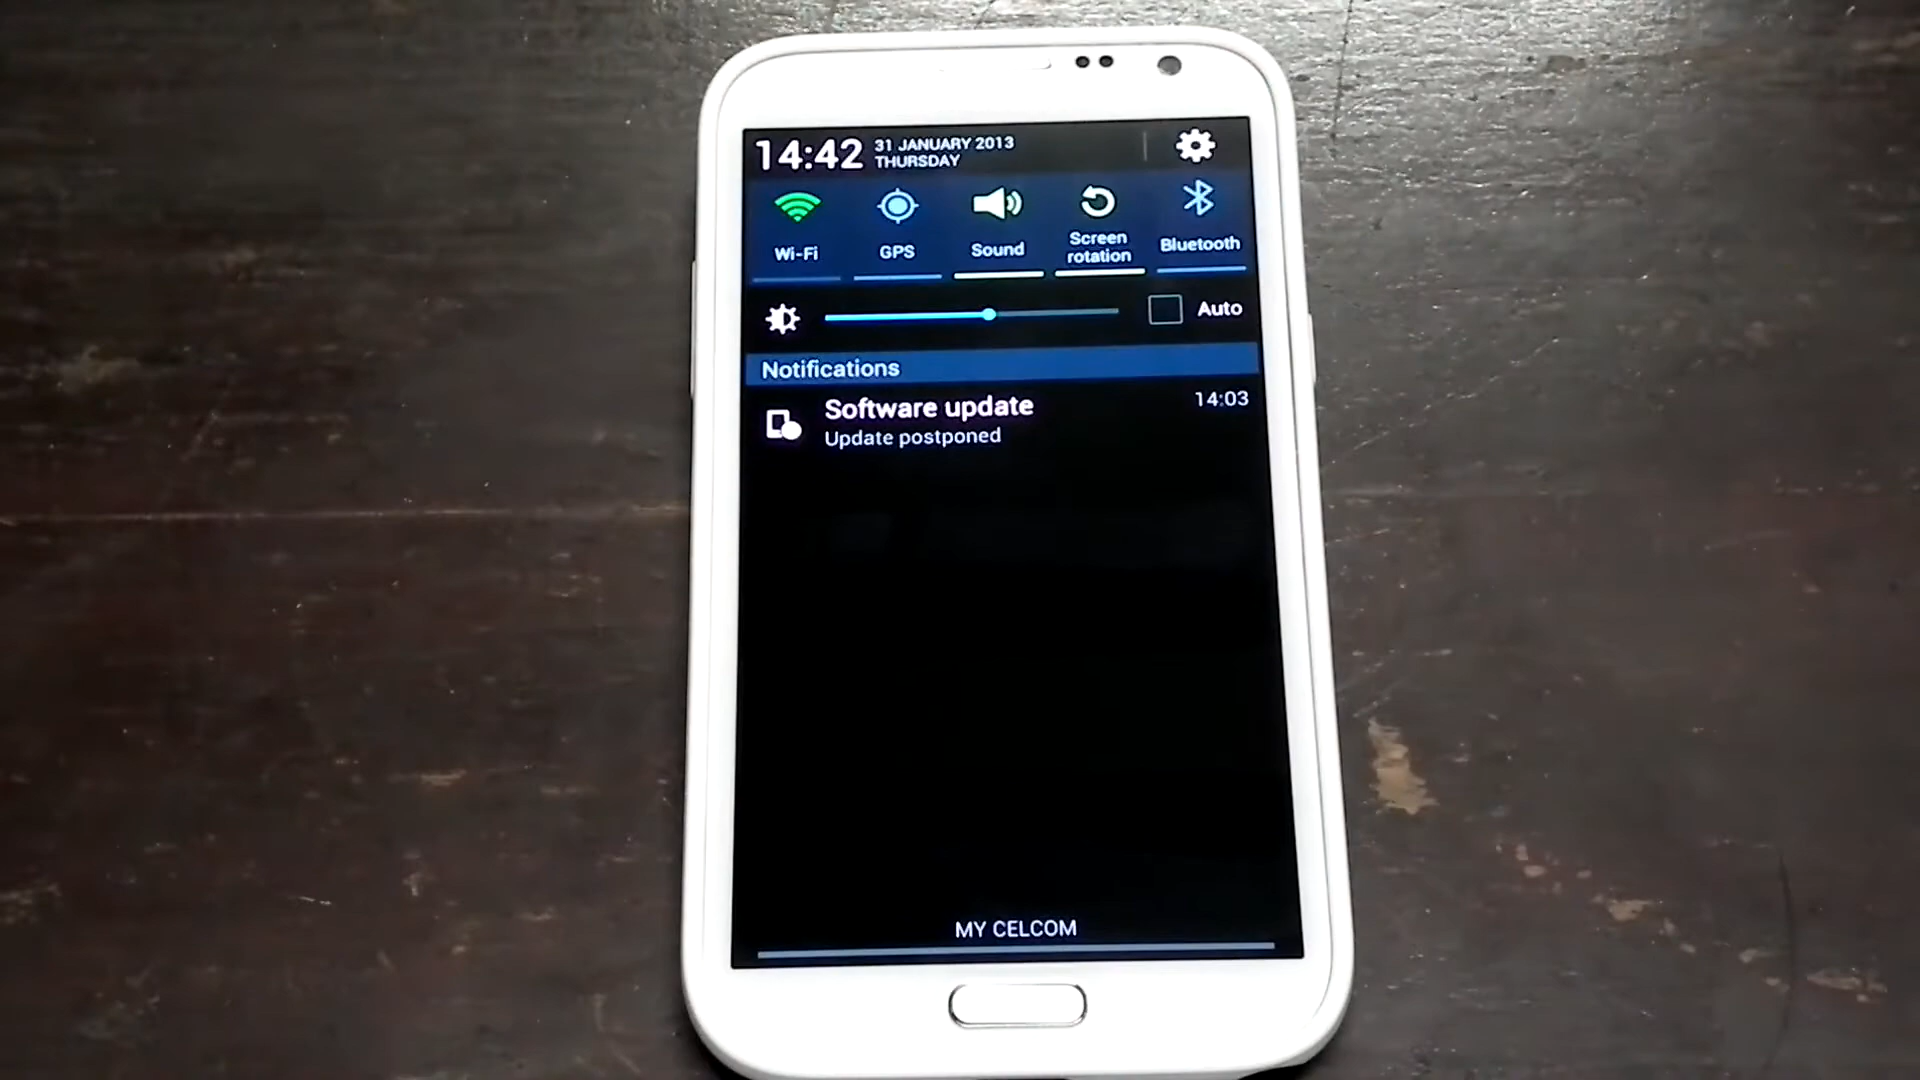 14:42 31 JANUARY 2013
THURSDAY
Wi-Fi GPS Sound Screen rotation Bluetooth
Auto
Notifications
Software update 14:03
Update postponed
MY CELCOM